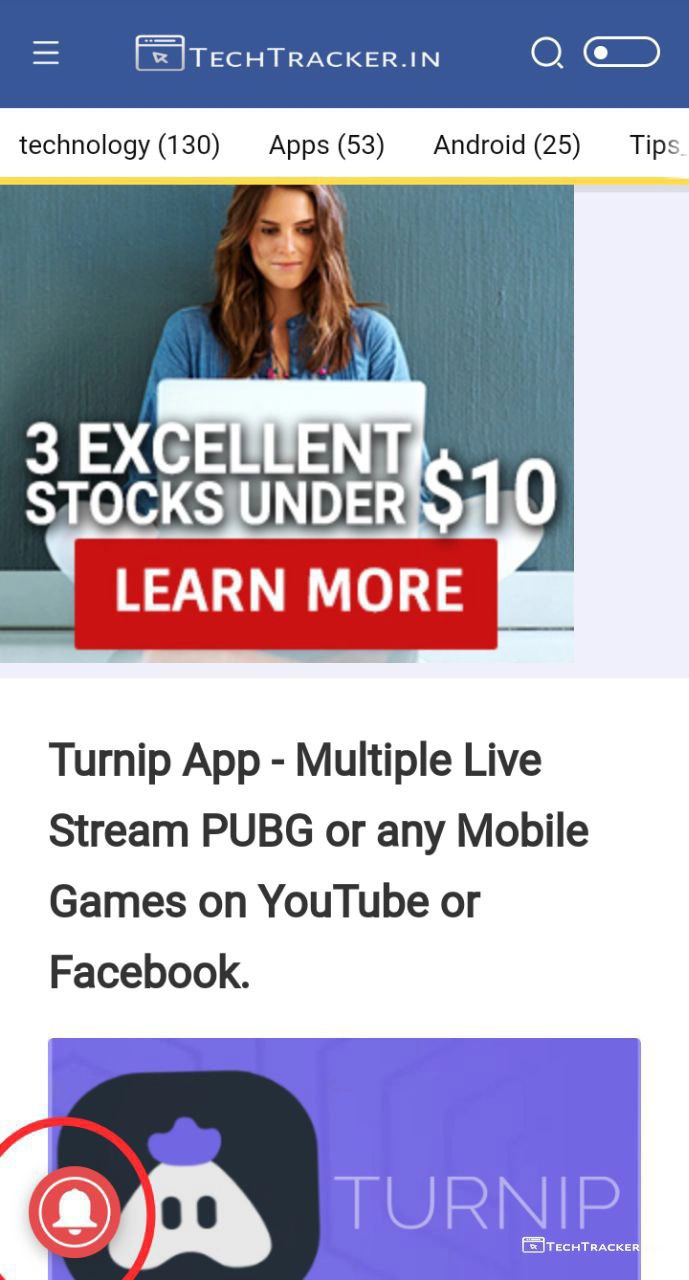 TECHTRACKER.IN
technology (130) Apps (53) Android (25) Tips
3 EXCELLENT
STOCKS UNDER $10
LEARN MORE
Turnip App - Multiple Live
Stream PUBG or any Mobile
Games on YouTube or
Facebook.
TURNIP
TECHTRACKER